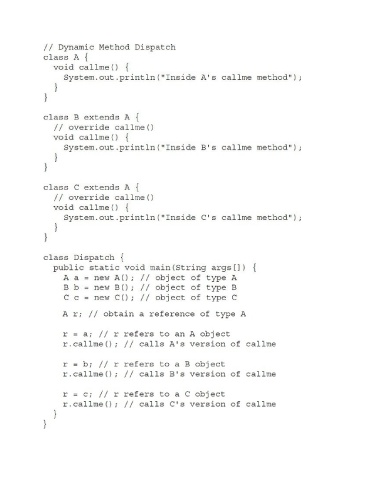 // Dynamic Method Dispatch
class A {
  void callme() {
    System.out.println("Inside A's callme method");
  }
}

class B extends A {
  // override callme()
  void callme() {
    System.out.println("Inside B's callme method");
  }
}

class C extends A {
  // override callme()
  void callme() {
    System.out.println("Inside C's callme method");
  }
}

class Dispatch {
  public static void main(String args[]) {
    A a = new A(); // object of type A
    B b = new B(); // object of type B
    C c = new C(); // object of type C

    A r; // obtain a reference of type A

    r = a; // r refers to an A object
    r.callme(); // calls A's version of callme

    r = b; // r refers to a B object
    r.callme(); // calls B's version of callme

    r = c; // r refers to a C object
    r.callme(); // calls C's version of callme
  }
}